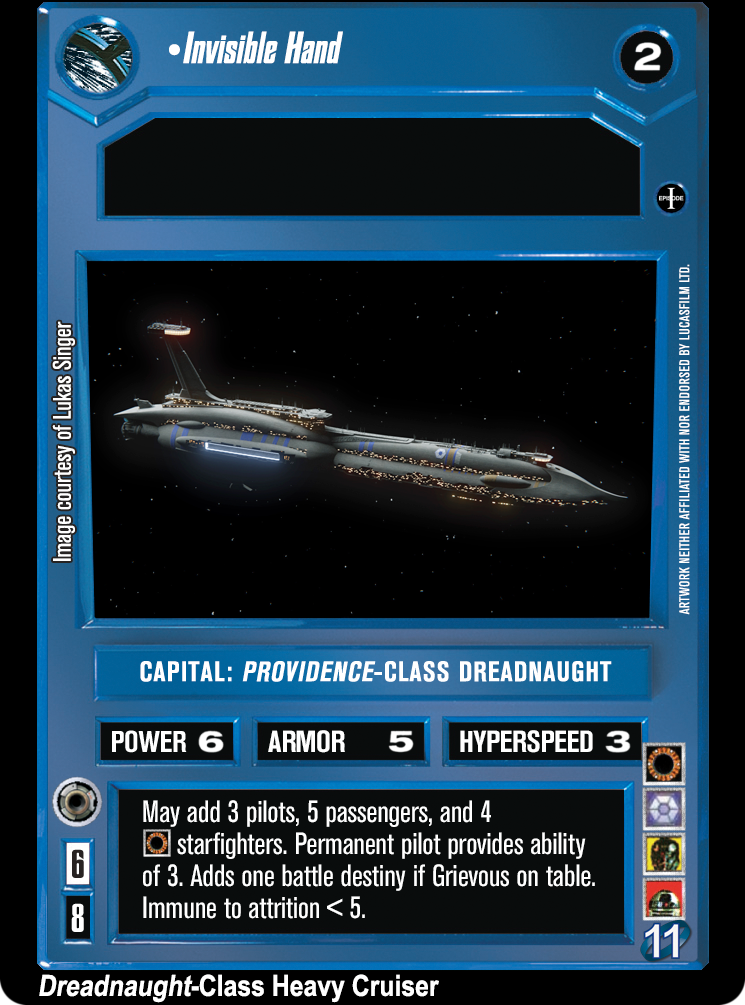 •Invisible Hand
2
EPISODE I
Image courtesy of Lukas Singer
ARTWORK NEITHER AFFILIATED WITH NOR ENDORSED BY LUCASFILM LTD.
CAPITAL: PROVIDENCE-CLASS DREADNAUGHT
POWER 6 ARMOR 5 HYPERSPEED 3
May add 3 pilots, 5 passengers, and 4
starfighters. Permanent pilot provides ability
of 3. Adds one battle destiny if Grievous on table.
Immune to attrition < 5.
6
8
11
Dreadnaught-Class Heavy Cruiser